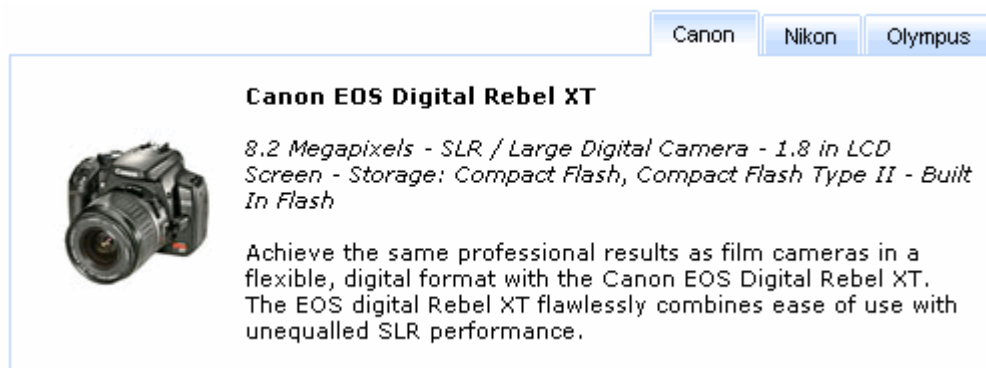 Canon Nikon Olympus
Canon EOS Digital Rebel XT
8.2 Megapixels - SLR / Large Digital Camera - 1.8 in LCD
Screen - Storage: Compact Flash, Compact Flash Type II - Built
In Flash
Achieve the same professional results as film cameras in a
flexible, digital format with the Canon EOS Digital Rebel XT.
The EOS digital Rebel XT flawlessly combines ease of use with
unequalled SLR performance.